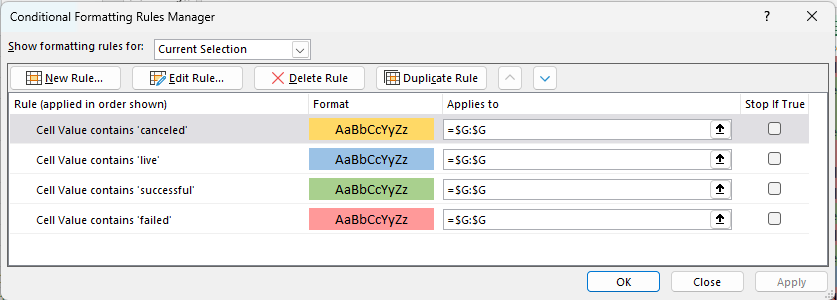 Conditional Formatting Rules Manager ?
Show formatting rules for: Current Selection
New Rule... Edit Rule... Delete Rule Duplicate Rule
Rule (applied in order shown) Format Applies to Stop If True
Cell Value contains 'canceled' AaBbCcYyZz =$G:$G
Cell Value contains 'live' AaBbCcYyZz =$G:$G
Cell Value contains 'successful' AaBbCcYyZz =$G:$G
Cell Value contains 'failed' AaBbCcYyZz =$G:$G
OK Close Apply